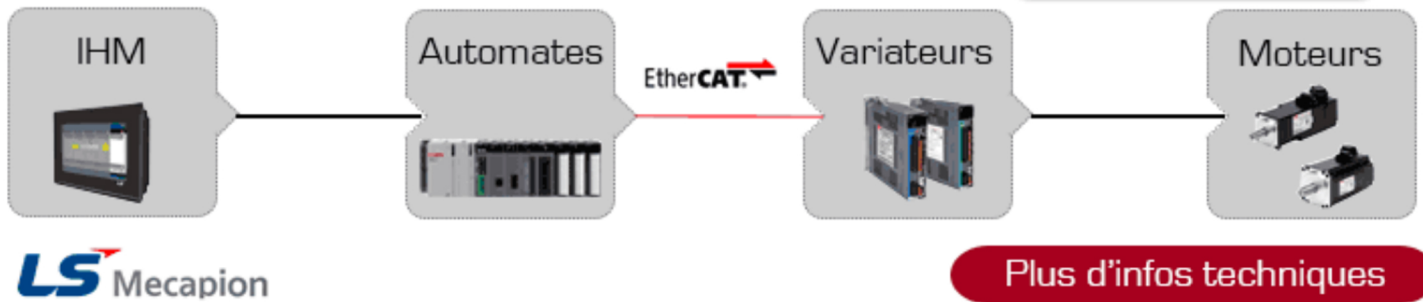 IHM
Automates
EtherCAT.
Variateurs
Moteurs
LS Mecapion
Plus d'infos techniques